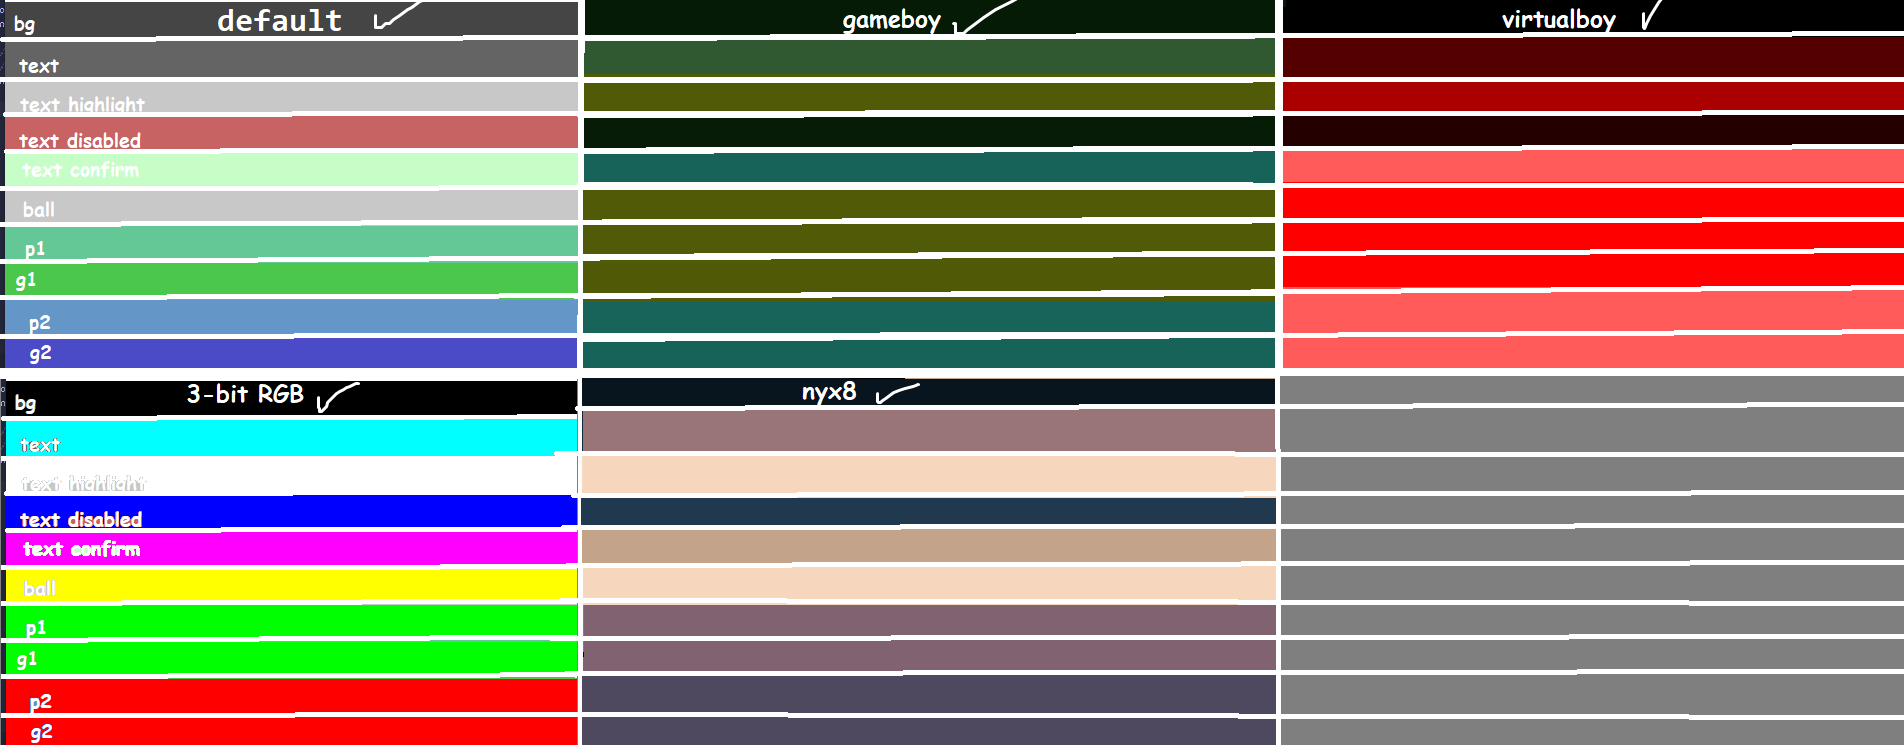 default
gameboy
virtualboy
bg
text
text highlight
text disabled
text confirm
ball
p1
g1
p2
g2
3-bit RGB
nyx8
bg
text
text highlight
text disabled
text confirm
ball
p1
g1
p2
g2